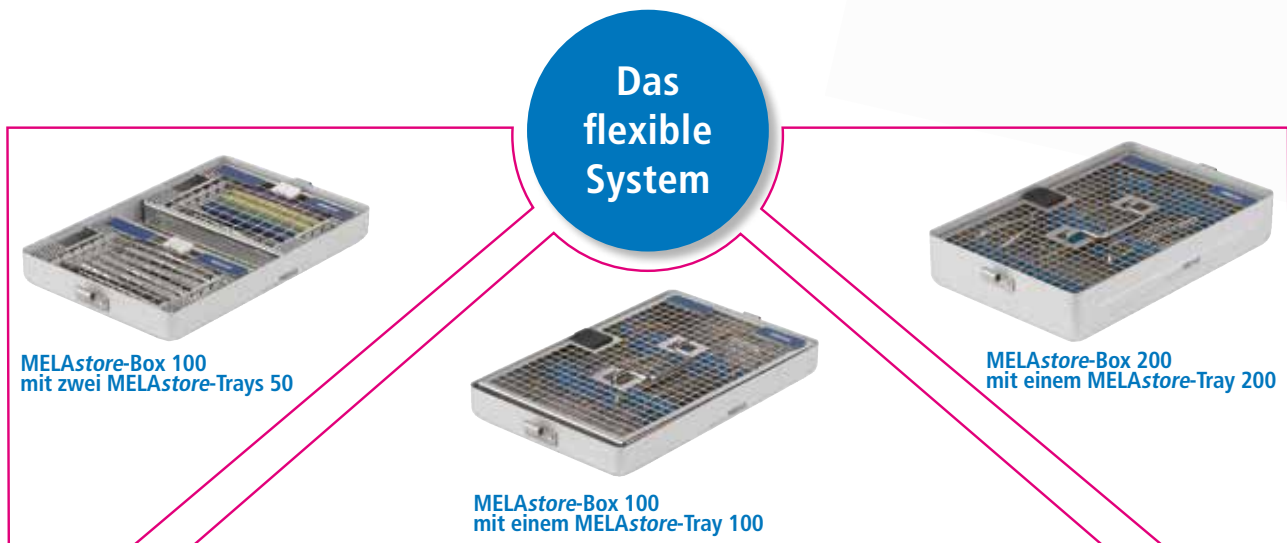 Das
flexible
System
MELAstore-Box 100
mit zwei MELAstore-Trays 50
MELAstore-Box 100
mit einem MELAstore-Tray 100
MELAstore-Box 200
mit einem MELAstore-Tray 200